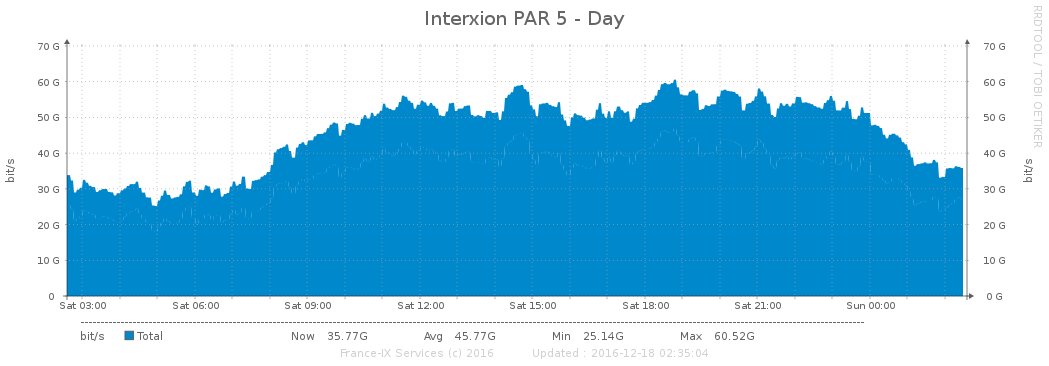 Interxion PAR 5 - Day
RRDTOOL / TOBI OETIKER
bit/s
70 G
60 G
50 G
40 G
30 G
20 G
10 G
0
70 G
60 G
50 G
40 G
30 G
20 G
10 G
0 G
bit/s
Sat 03:00 Sat 06:00 Sat 09:00 Sat 12:00 Sat 15:00 Sat 18:00 Sat 21:00 Sun 00:00
bit/s Total Now 35.77G Avg 45.77G Min 25.14G Max 60.52G
France-IX Services (c) 2016 Updated : 2016-12-18 02:35:04